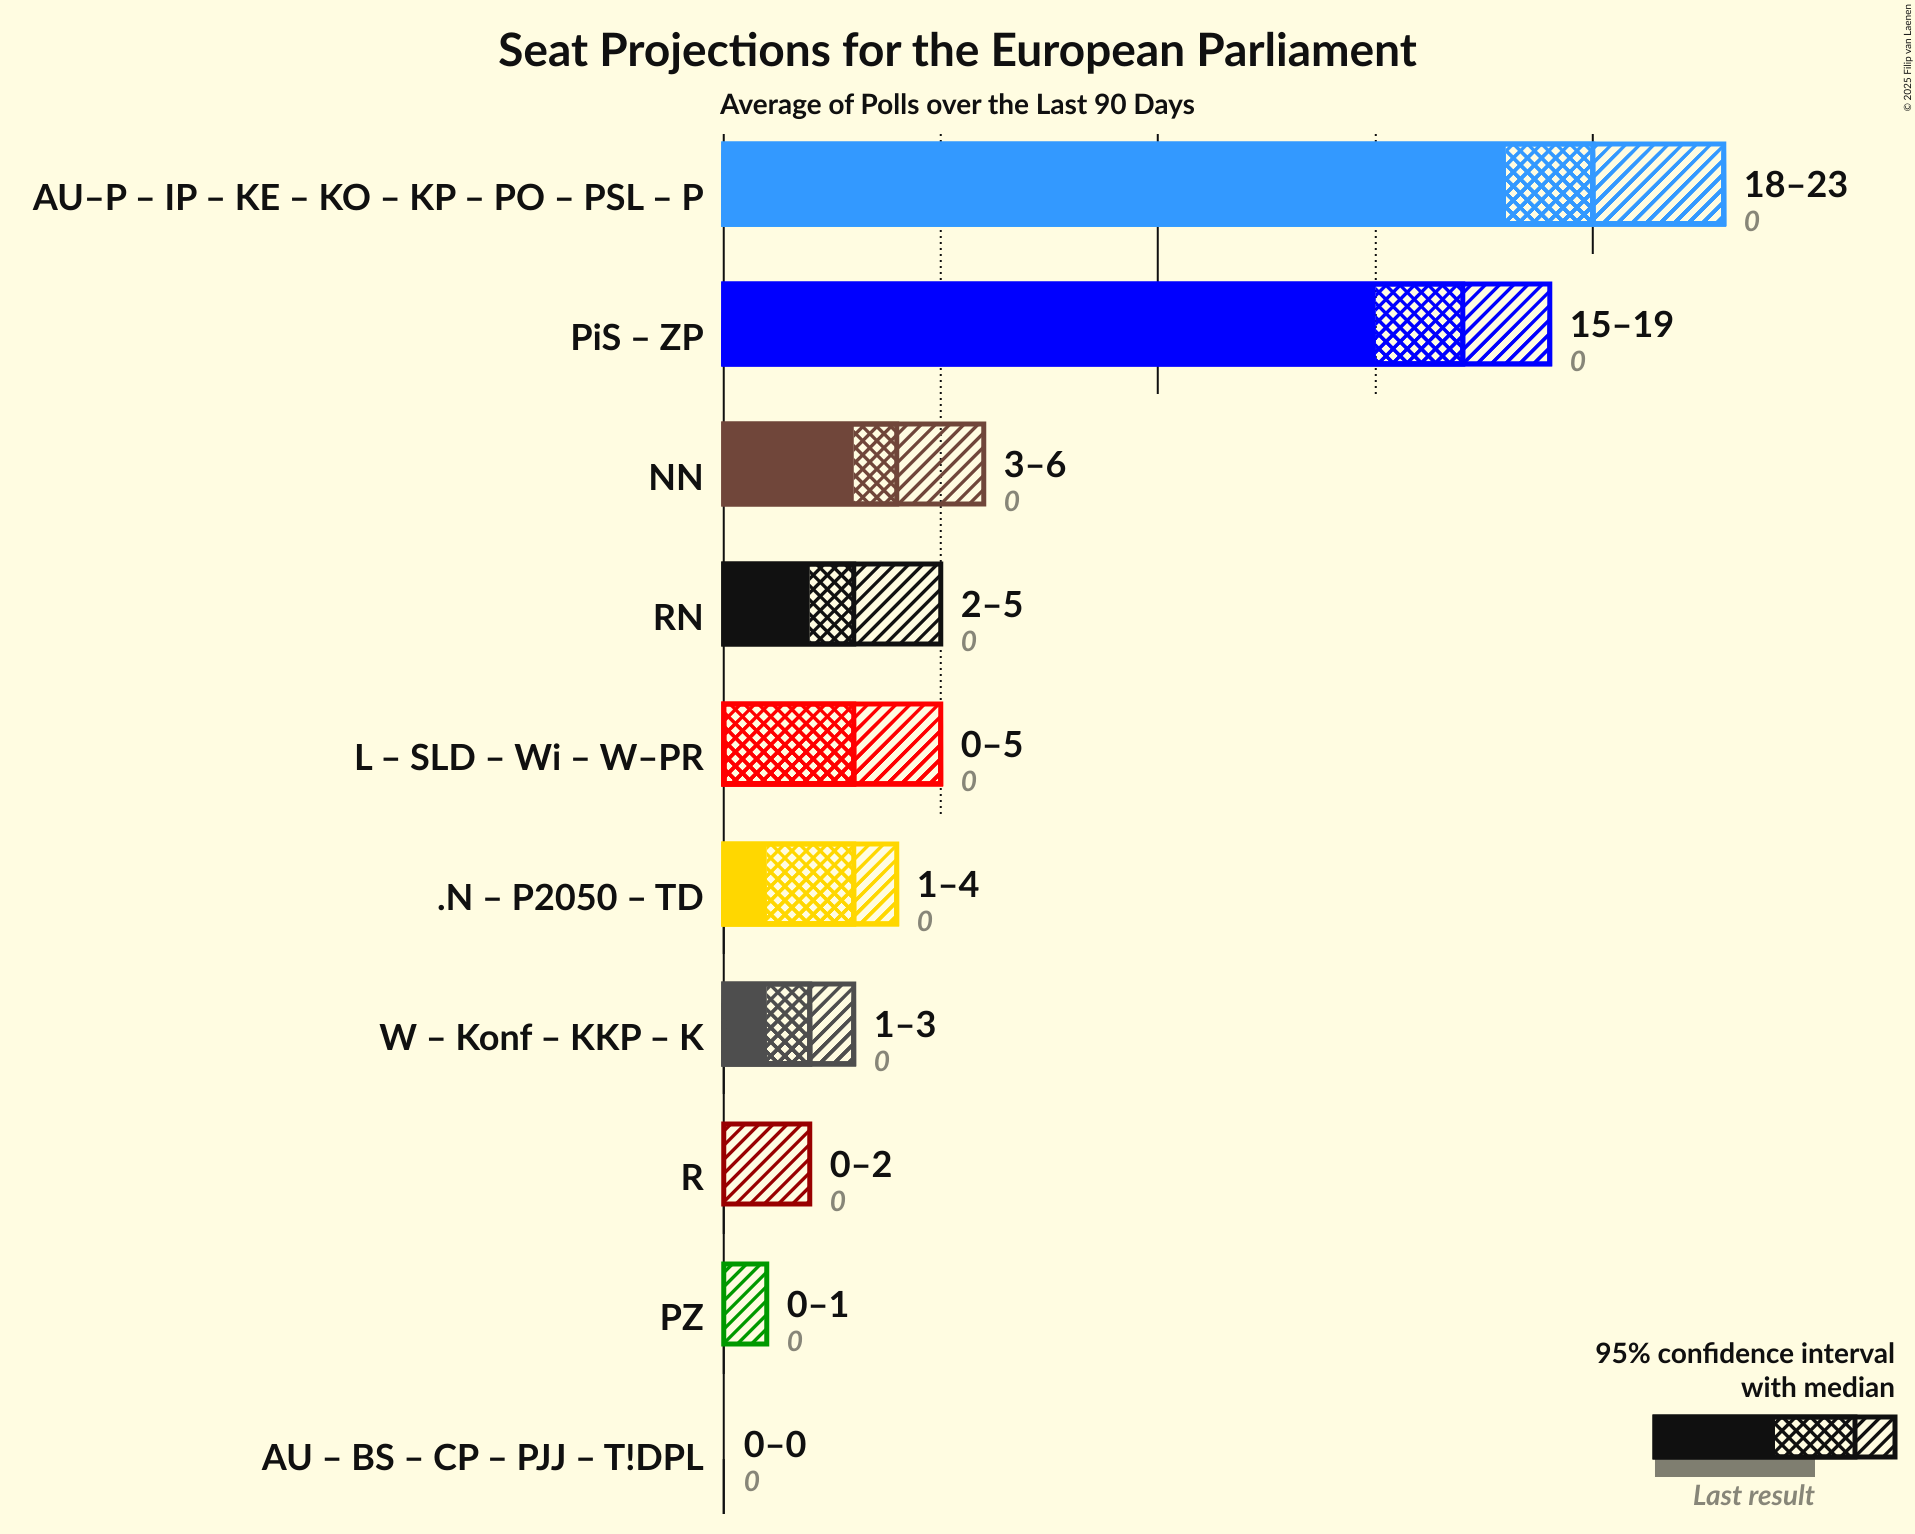 Seat Projections for the European Parliament
Average of Polls over the Last 90 Days
© 2025 Filip van Laenen
AU–P – IP – KE – KO – KP – PO – PSL – P
18–23
0
PiS – ZP
15–19
0
NN
3–6
0
RN
2–5
0
L – SLD – Wi – W–PR
0–5
0
.N – P2050 – TD
1–4
0
W – Konf – KKP – K
1–3
0
R
0–2
0
PZ
0–1
0
AU – BS – CP – PJJ – T!DPL
0–0
0
95% confidence interval
with median
Last result